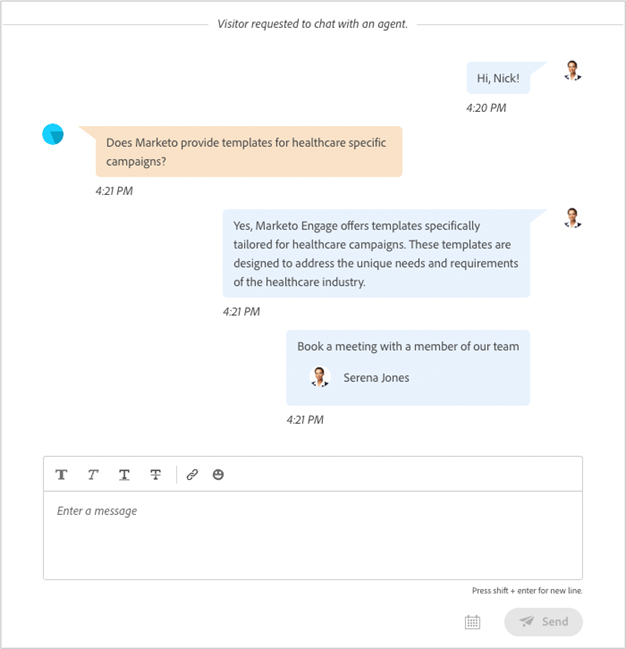 Visitor requested to chat with an agent.
Hi, Nick!
4:20 PM
Does Marketo provide templates for healthcare specific
campaigns?
4:21 PM
Yes, Marketo Engage offers templates specifically
tailored for healthcare campaigns. These templates are
designed to address the unique needs and requirements
of the healthcare industry.
4:21 PM
Book a meeting with a member of our team
Serena Jones
4:21 PM
T T T T
Enter a message
Press shift + enter for new line.
Send